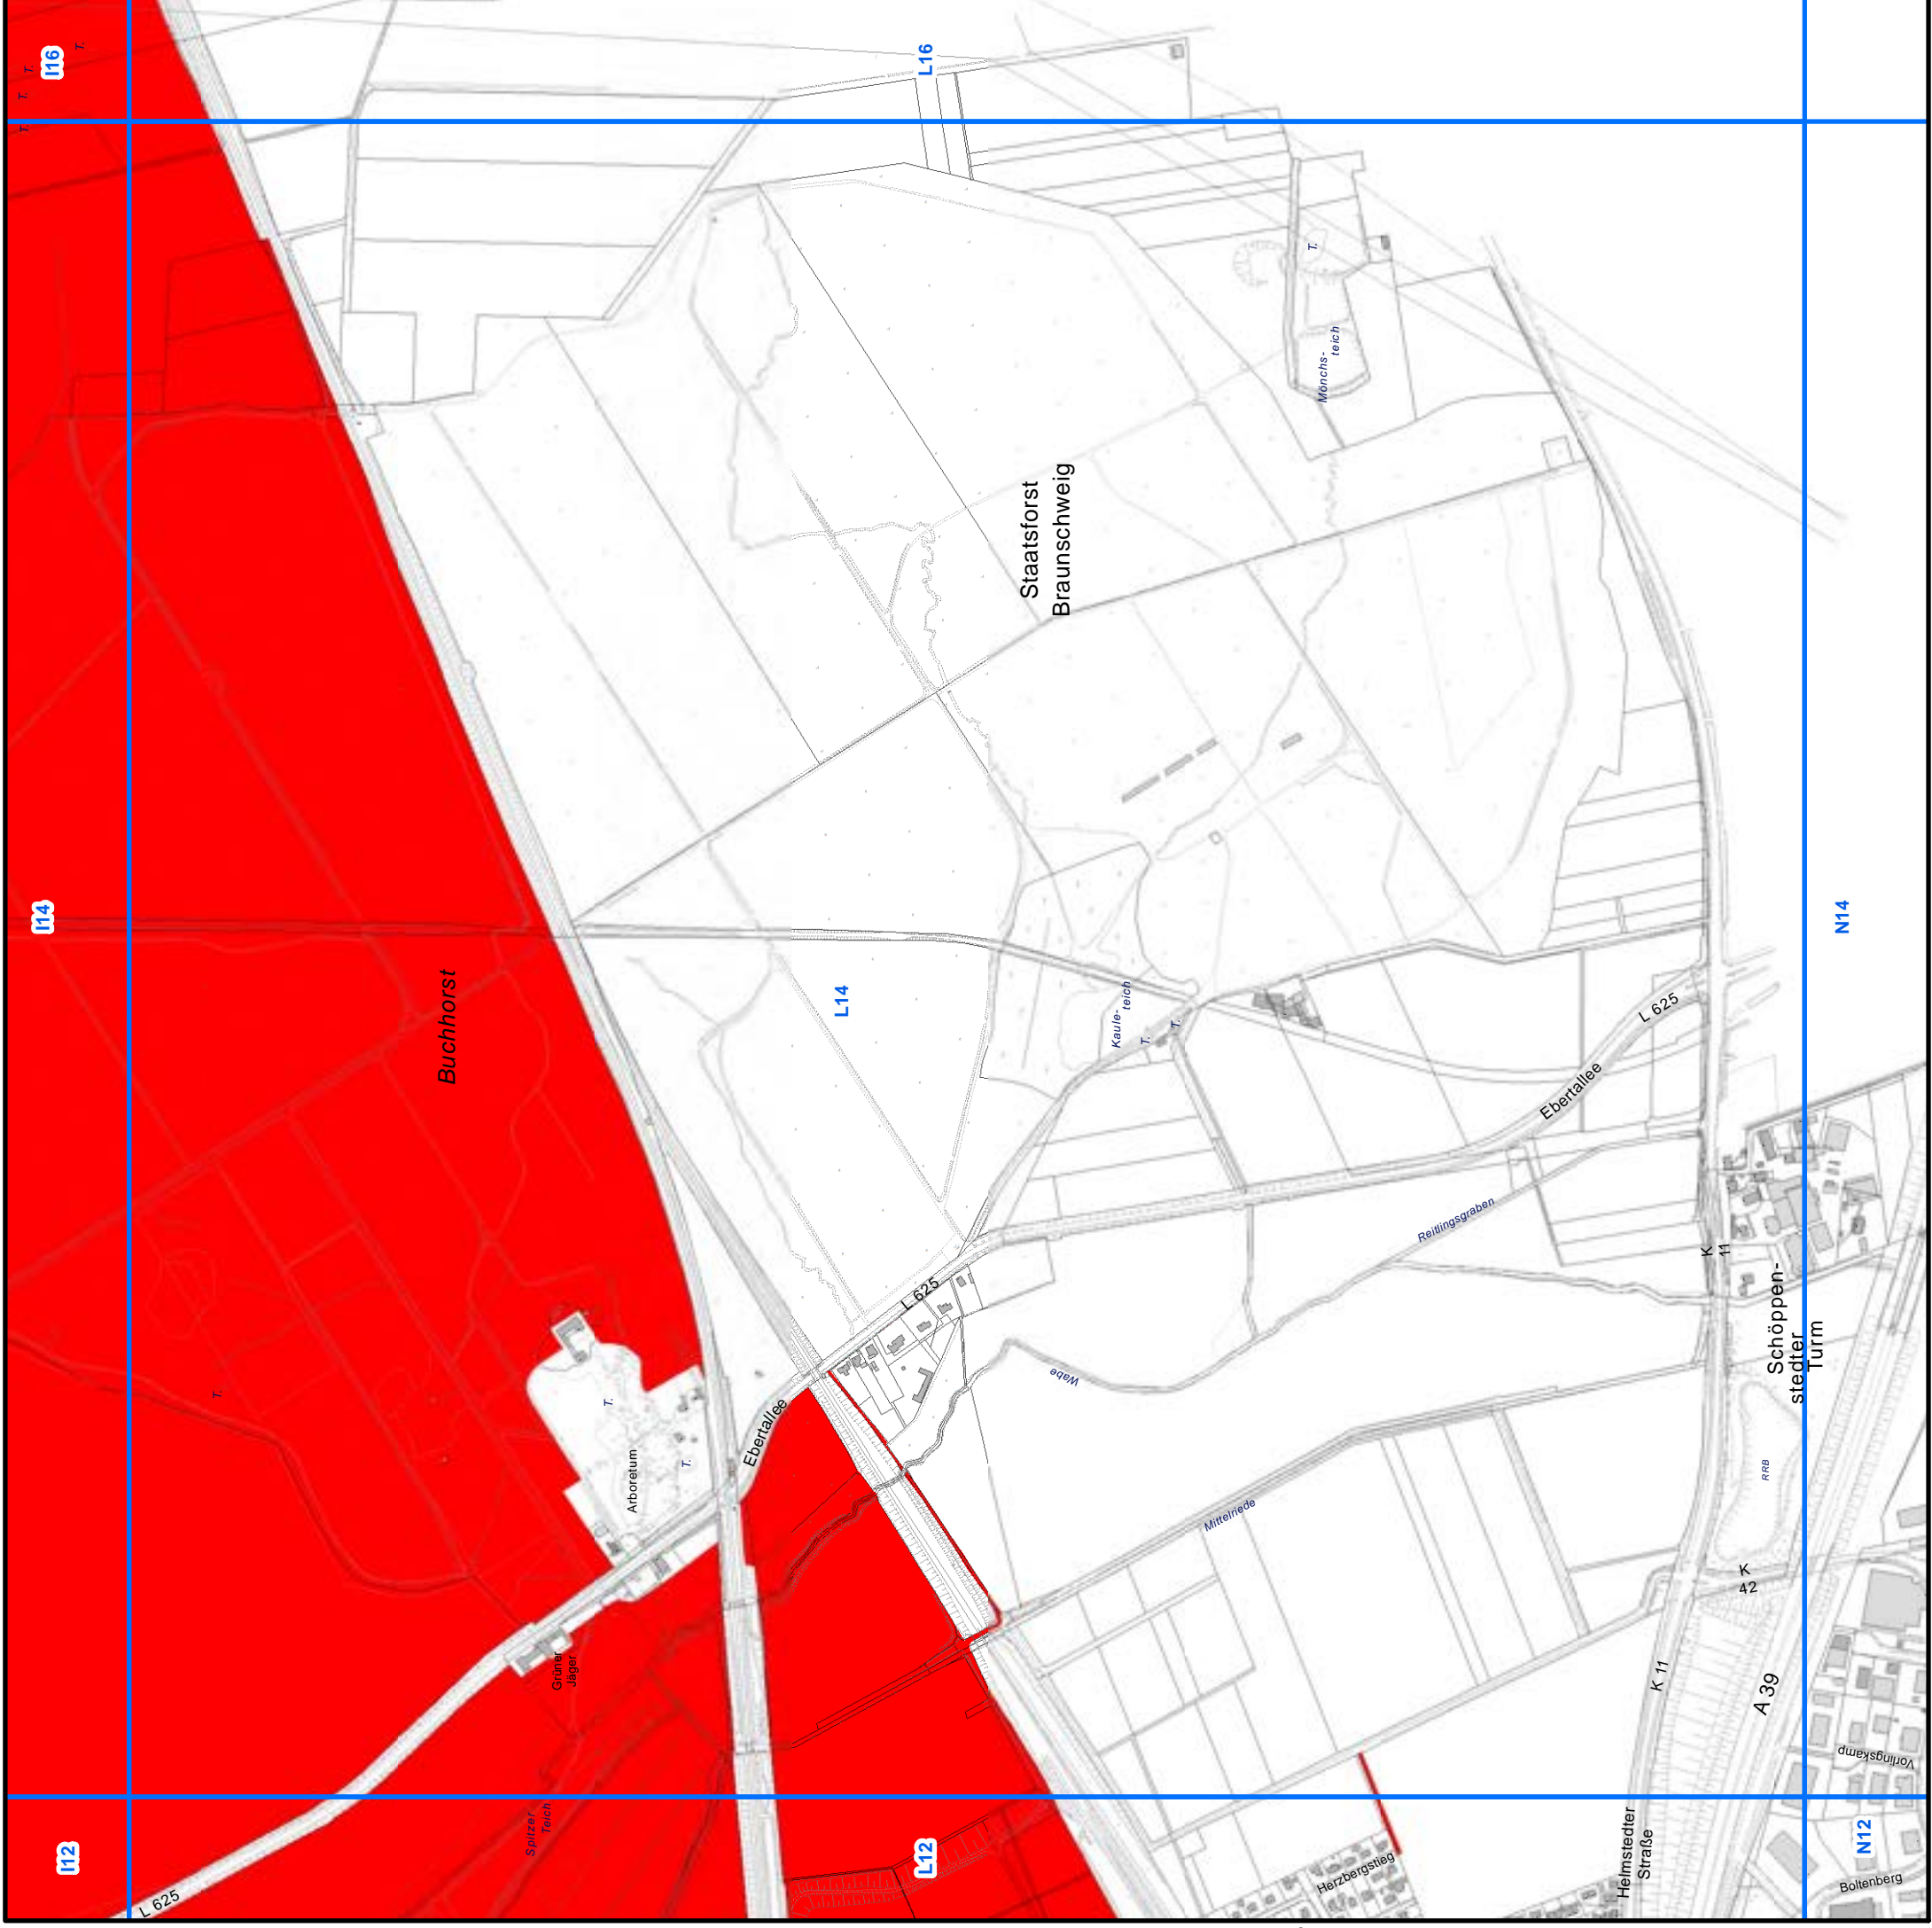 I16
T.
T.
T.
T.
L16
T.
Mönchs-
teich
Staatsforst
Braunschweig
I14
Buchhorst
L14
Kaule-
teich
T.
T.
N14
L 625
Ebertallee
Reitlingsgraben
K
11
L 625
Wabe
Schöppen-
stedter
Turm
T.
T.
T.
Arboretum
Ebertallee
Mittelriede
RRB
K
42
Grüner
Jäger
K 11
A 39
Vorlingskamp
Spitzer
Teich
I12
L12
N12
L 625
Herzbergstieg
Helmstedter
Straße
Boltenberg